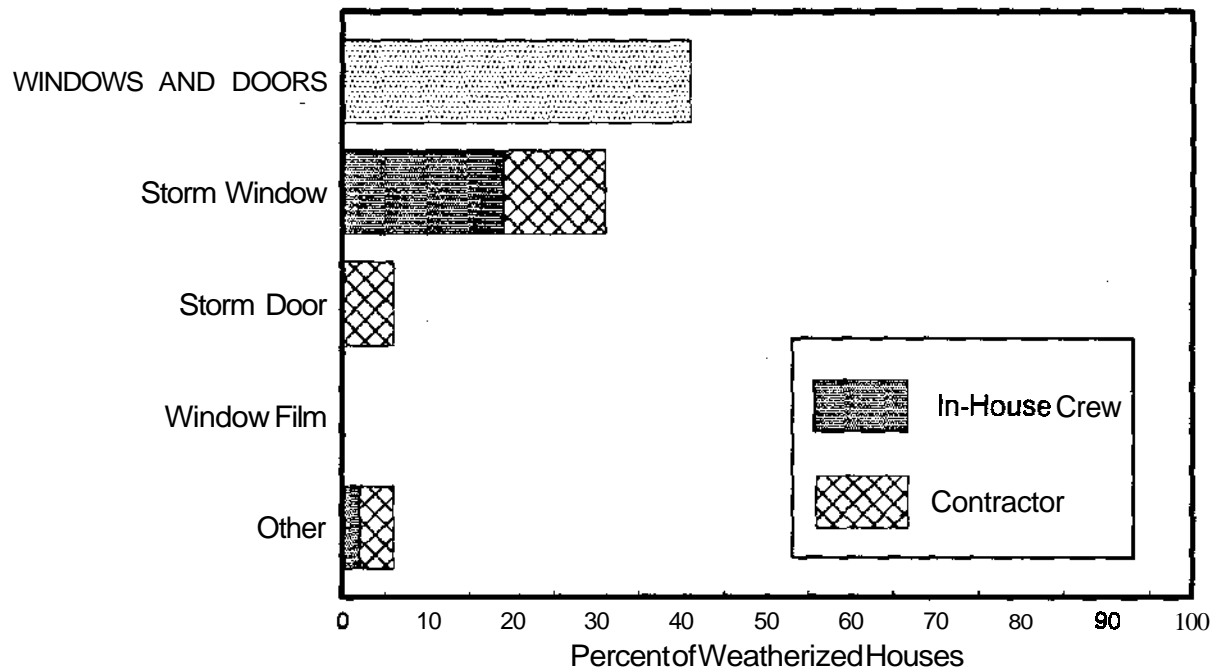 WINDOWS AND DOORS
Storm Window
Storm Door
Window Film
Other
In-House Crew
Contractor
0 10 20 30 40 50 60 70 80 90 100
Percent of Weatherized Houses